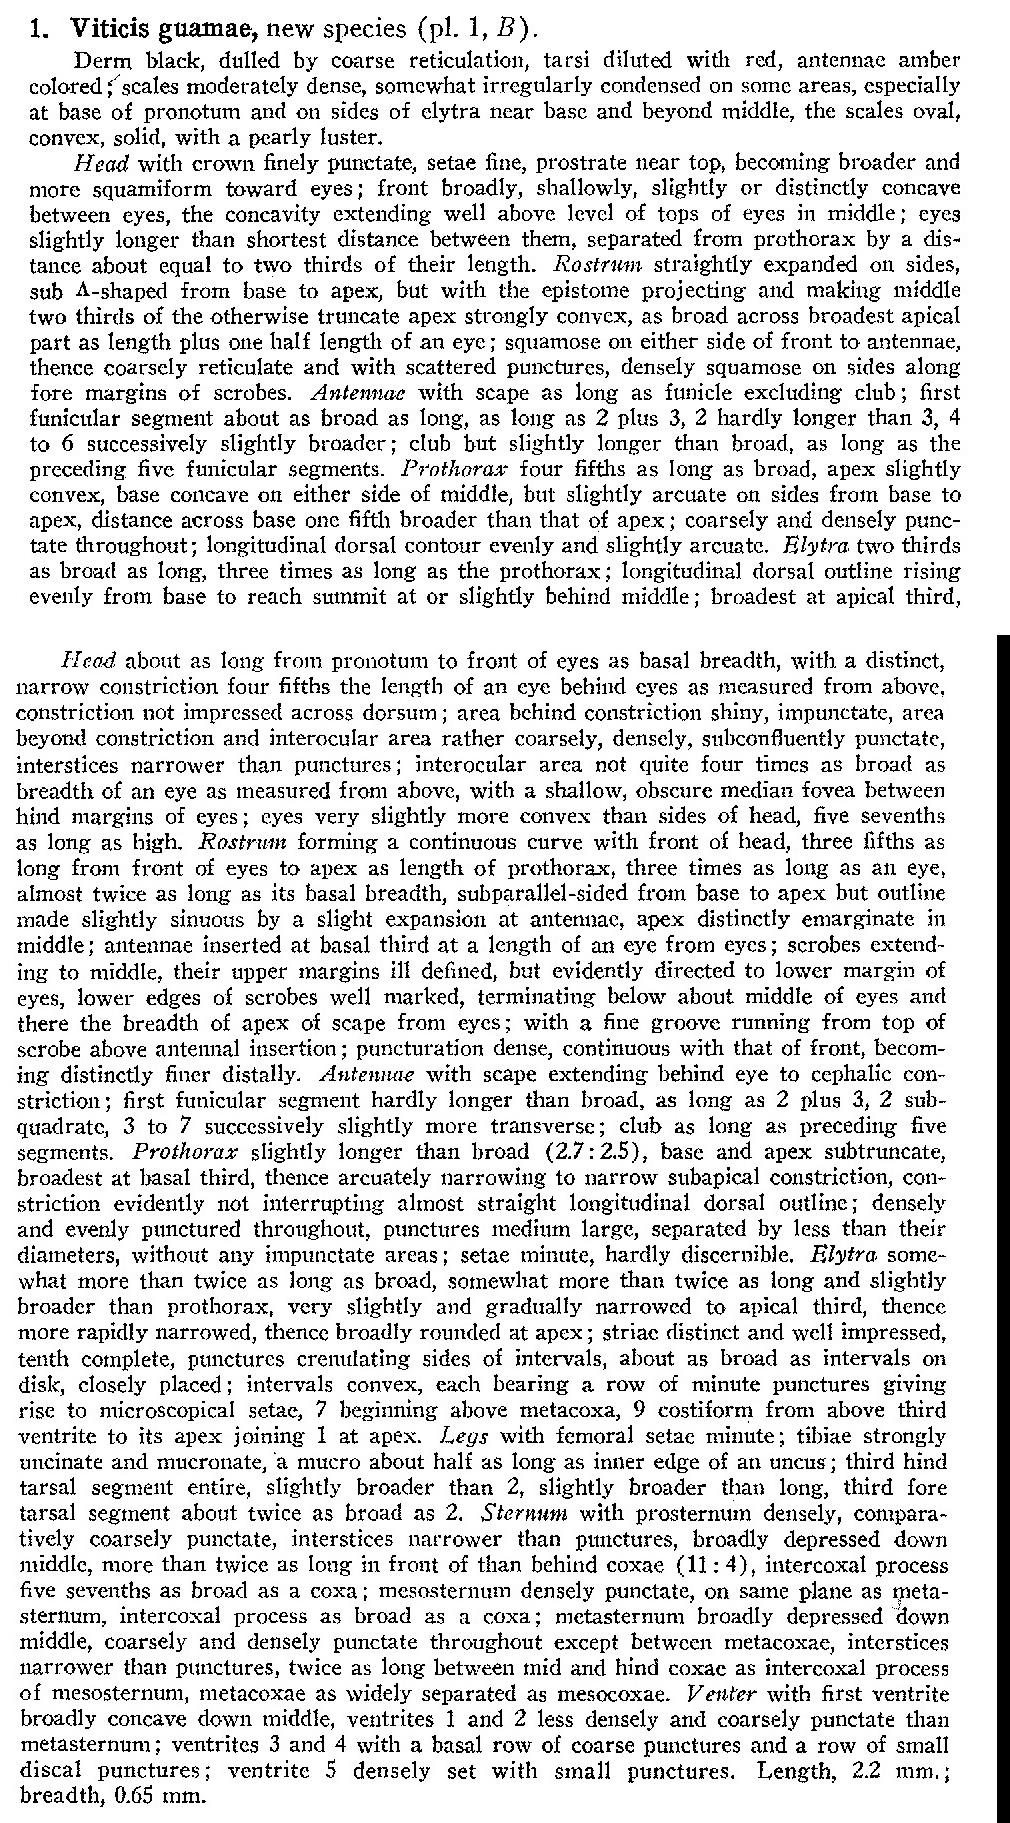 1. Viticis guamae, new species (pl. 1, B).
Derm black, dulled by coarse reticulation, tarsi diluted with red, antennae amber
colored; scales moderately dense, somewhat irregularly condensed on some areas, especially
at base of pronotum and on sides of elytra near base and beyond middle, the scales oval,
convex, solid, with a pearly luster.
Head with crown finely punctate, setae fine, prostrate near top, becoming broader and
more squamiform toward eyes; front broadly, shallowly, slightly or distinctly concave
between eyes, the concavity extending well above level of tops of eyes in middle; eyes
slightly longer than shortest distance between them, separated from prothorax by a dis-
tance about equal to two thirds of their length. Rostrum straightly expanded on sides,
sub Λ-shaped from base to apex, but with the epistome projecting and making middle
two thirds of the otherwise truncate apex strongly convex, as broad across broadest apical
part as length plus one half length of an eye; squamose on either side of front to antennae,
thence coarsely reticulate and with scattered punctures, densely squamose on sides along
fore margins of scrobes. Antennae with scape as long as funicle excluding club; first
funicular segment about as broad as long, as long as 2 plus 3, 2 hardly longer than 3, 4
to 6 successively slightly broader; club but slightly longer than broad, as long as the
preceding five funicular segments. Prothorax four fifths as long as broad, apex slightly
convex, base concave on either side of middle, but slightly arcuate on sides from base to
apex, distance across base one fifth broader than that of apex; coarsely and densely punc-
tate throughout; longitudinal dorsal contour evenly and slightly arcuate. Elytra two thirds
as broad as long, three times as long as the prothorax; longitudinal dorsal outline rising
evenly from base to reach summit at or slightly behind middle; broadest at apical third,
Head about as long from pronotum to front of eyes as basal breadth, with a distinct,
narrow constriction four fifths the length of an eye behind eyes as measured from above,
constriction not impressed across dorsum; area behind constriction shiny, impunctate, area
beyond constriction and interocular area rather coarsely, densely, subconfluently punctate,
interstices narrower than punctures; interocular area not quite four times as broad as
breadth of an eye as measured from above, with a shallow, obscure median fovea between
hind margins of eyes; eyes very slightly more convex than sides of head, five sevenths
as long as high. Rostrum forming a continuous curve with front of head, three fifths as
long from front of eyes to apex as length of prothorax, three times as long as an eye,
almost twice as long as its basal breadth, subparallel-sided from base to apex but outline
made slightly sinuous by a slight expansion at antennae, apex distinctly emarginate in
middle; antennae inserted at basal third at a length of an eye from eyes; scrobes extend-
ing to middle, their upper margins ill defined, but evidently directed to lower margin of
eyes, lower edges of scrobes well marked, terminating below about middle of eyes and
there the breadth of apex of scape from eyes; with a fine groove running from top of
scrobe above antennal insertion; puncturation dense, continuous with that of front, becom-
ing distinctly finer distally. Antennae with scape extending behind eye to cephalic con-
striction; first funicular segment hardly longer than broad, as long as 2 plus 3, 2 sub-
quadrate, 3 to 7 successively slightly more transverse; club as long as preceding five
segments. Prothorax slightly longer than broad (2.7:2.5), base and apex subtruncate,
broadest at basal third, thence arcuately narrowing to narrow subapical constriction, con-
striction evidently not interrupting almost straight longitudinal dorsal outline; densely
and evenly punctured throughout, punctures medium large, separated by less than their
diameters, without any impunctate areas; setae minute, hardly discernible. Elytra some-
what more than twice as long as broad, somewhat more than twice as long and slightly
broader than prothorax, very slightly and gradually narrowed to apical third, thence
more rapidly narrowed, thence broadly rounded at apex; striae distinct and well impressed,
tenth complete, punctures crenulating sides of intervals, about as broad as intervals on
disk, closely placed; intervals convex, each bearing a row of minute punctures giving
rise to microscopical setae, 7 beginning above metacoxa, 9 costiform from above third
ventrite to its apex joining 1 at apex. Legs with femoral setae minute; tibiae strongly
uncinate and mucronate, a mucro about half as long as inner edge of an uncus; third hind
tarsal segment entire, slightly broader than 2, slightly broader than long, third fore
tarsal segment about twice as broad as 2. Sternum with prosternum densely, compara-
tively coarsely punctate, interstices narrower than punctures, broadly depressed down
middle, more than twice as long in front of than behind coxae (11:4), intercoxal process
five sevenths as broad as a coxa; mesosternum densely punctate, on same plane as meta-
sternum, intercoxal process as broad as a coxa; metasternum broadly depressed down
middle, coarsely and densely punctate throughout except between metacoxae, interstices
narrower than punctures, twice as long between mid and hind coxae as intercoxal process
of mesosternum, metacoxae as widely separated as mesocoxae. Venter with first ventrite
broadly concave down middle, ventrites 1 and 2 less densely and coarsely punctate than
metasternum; ventrites 3 and 4 with a basal row of coarse punctures and a row of small
discal punctures; ventrite 5 densely set with small punctures. Length, 2.2 mm.;
breadth, 0.65 mm.